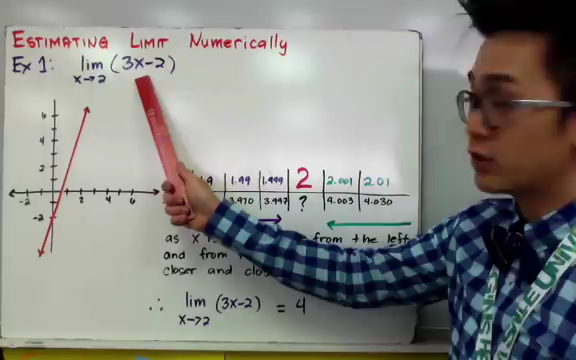 Estimating Limit Numerically
Ex 1: lim (3x-2)
x→2
6
4
2
-2
2
4
6
-2
1.99 1.999 2 2.001 2.01
3.970 3.997 ? 4.003 4.030
as x from the left
and from
closer and
∴ lim (3x-2) = 4
x→2